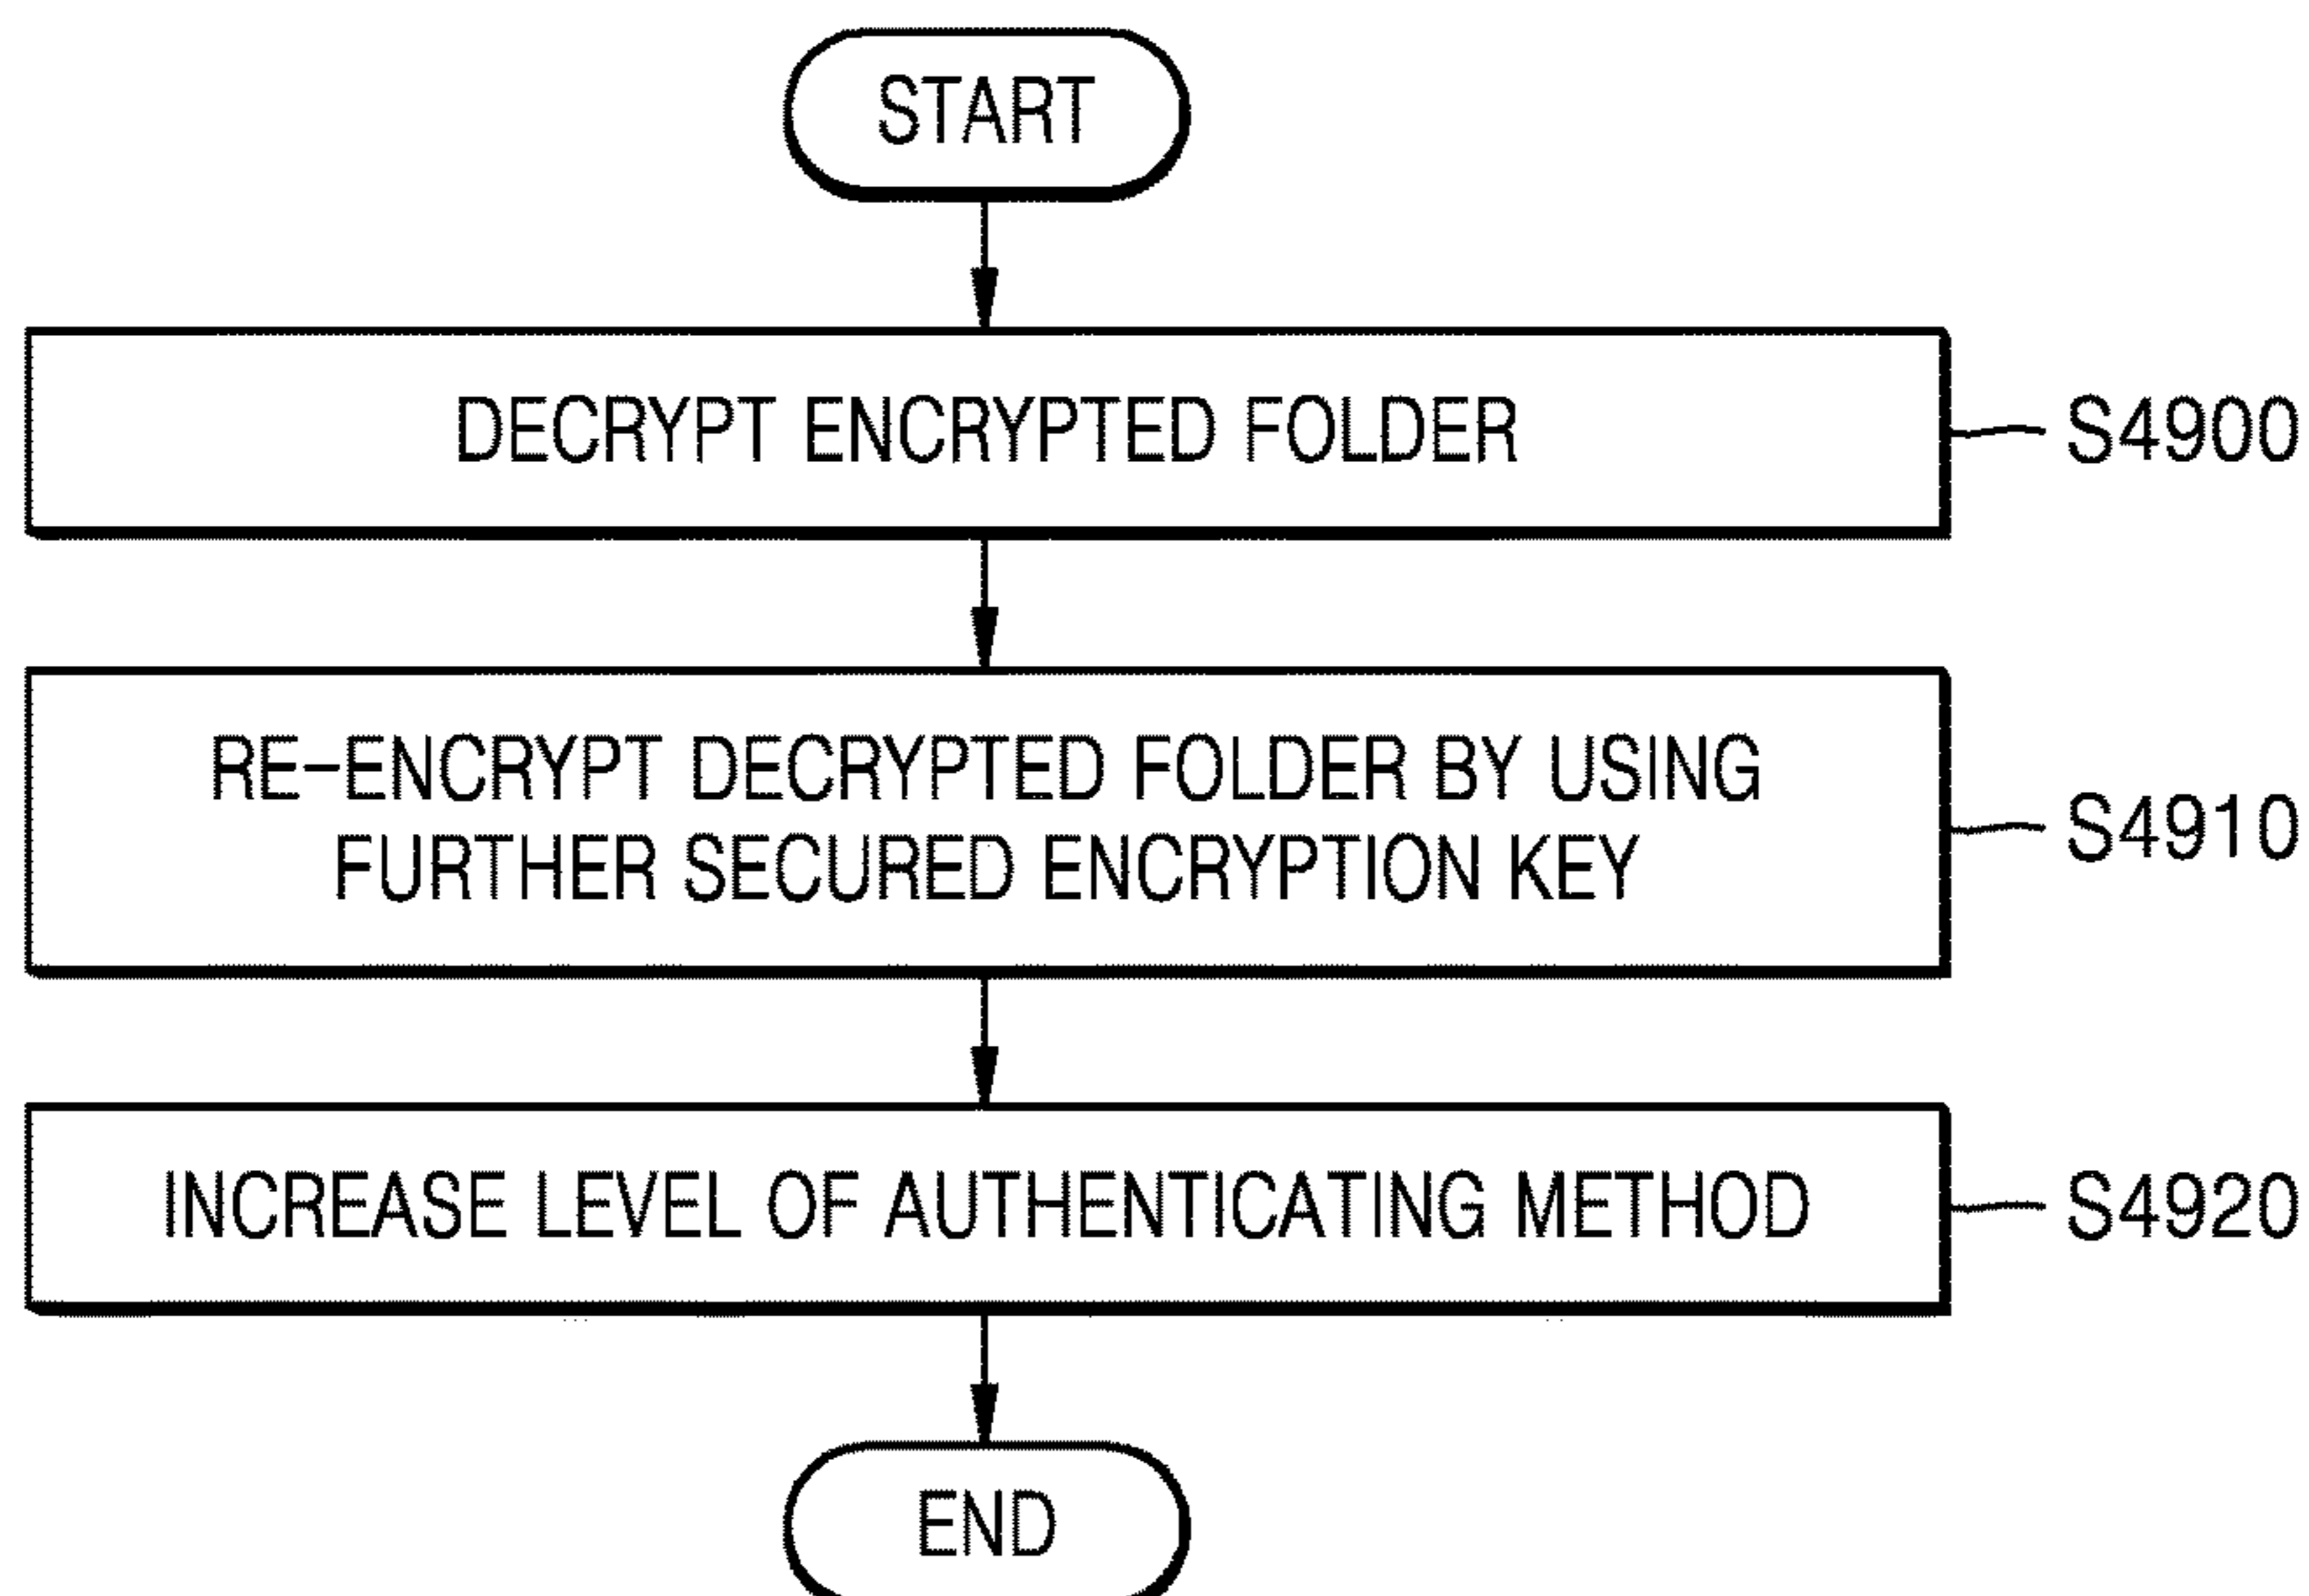 START
DECRYPT ENCRYPTED FOLDER
S4900
RE-ENCRYPT DECRYPTED FOLDER BY USING
FURTHER SECURED ENCRYPTION KEY
S4910
INCREASE LEVEL OF AUTHENTICATING METHOD
S4920
END